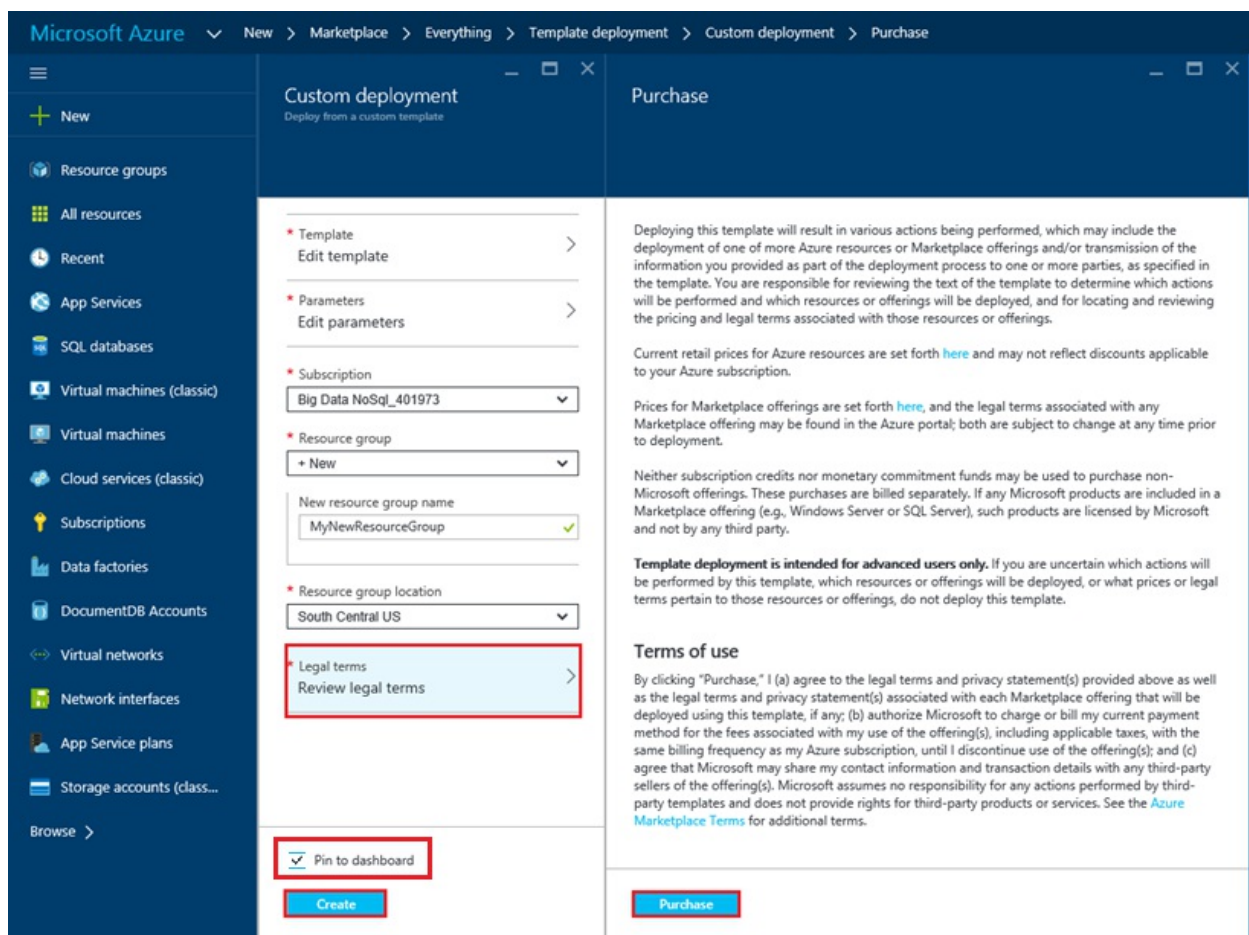 Microsoft Azure New > Marketplace > Everything > Template deployment > Custom deployment > Purchase
New
Resource groups
All resources
Recent
App Services
SQL databases
Virtual machines (classic)
Virtual machines
Cloud services (classic)
Subscriptions
Data factories
DocumentDB Accounts
Virtual networks
Network interfaces
App Service plans
Storage accounts (class...
Browse >
Custom deployment
Deploy from a custom template
* Template
Edit template
* Parameters
Edit parameters
* Subscription
Big Data NoSql_401973
* Resource group
+ New
New resource group name
MyNewResourceGroup
* Resource group location
South Central US
* Legal terms
Review legal terms
Pin to dashboard
Create
Purchase
Deploying this template will result in various actions being performed, which may include the
deployment of one of more Azure resources or Marketplace offerings and/or transmission of the
information you provided as part of the deployment process to one or more parties, as specified in
the template. You are responsible for reviewing the text of the template to determine which actions
will be performed and which resources or offerings will be deployed, and for locating and reviewing
the pricing and legal terms associated with those resources or offerings.
Current retail prices for Azure resources are set forth here and may not reflect discounts applicable
to your Azure subscription.
Prices for Marketplace offerings are set forth here, and the legal terms associated with any
Marketplace offering may be found in the Azure portal; both are subject to change at any time prior
to deployment.
Neither subscription credits nor monetary commitment funds may be used to purchase non-
Microsoft offerings. These purchases are billed separately. If any Microsoft products are included in a
Marketplace offering (e.g., Windows Server or SQL Server), such products are licensed by Microsoft
and not by any third party.
Template deployment is intended for advanced users only. If you are uncertain which actions will
be performed by this template, which resources or offerings will be deployed, or what prices or legal
terms pertain to those resources or offerings, do not deploy this template.
Terms of use
By clicking "Purchase," I (a) agree to the legal terms and privacy statement(s) provided above as well
as the legal terms and privacy statement(s) associated with each Marketplace offering that will be
deployed using this template, if any; (b) authorize Microsoft to charge or bill my current payment
method for the fees associated with my use of the offering(s), including applicable taxes, with the
same billing frequency as my Azure subscription, until I discontinue use of the offering(s); and (c)
agree that Microsoft may share my contact information and transaction details with any third-party
sellers of the offering(s). Microsoft assumes no responsibility for any actions performed by third-
party templates and does not provide rights for third-party products or services. See the Azure
Marketplace Terms for additional terms.
Purchase